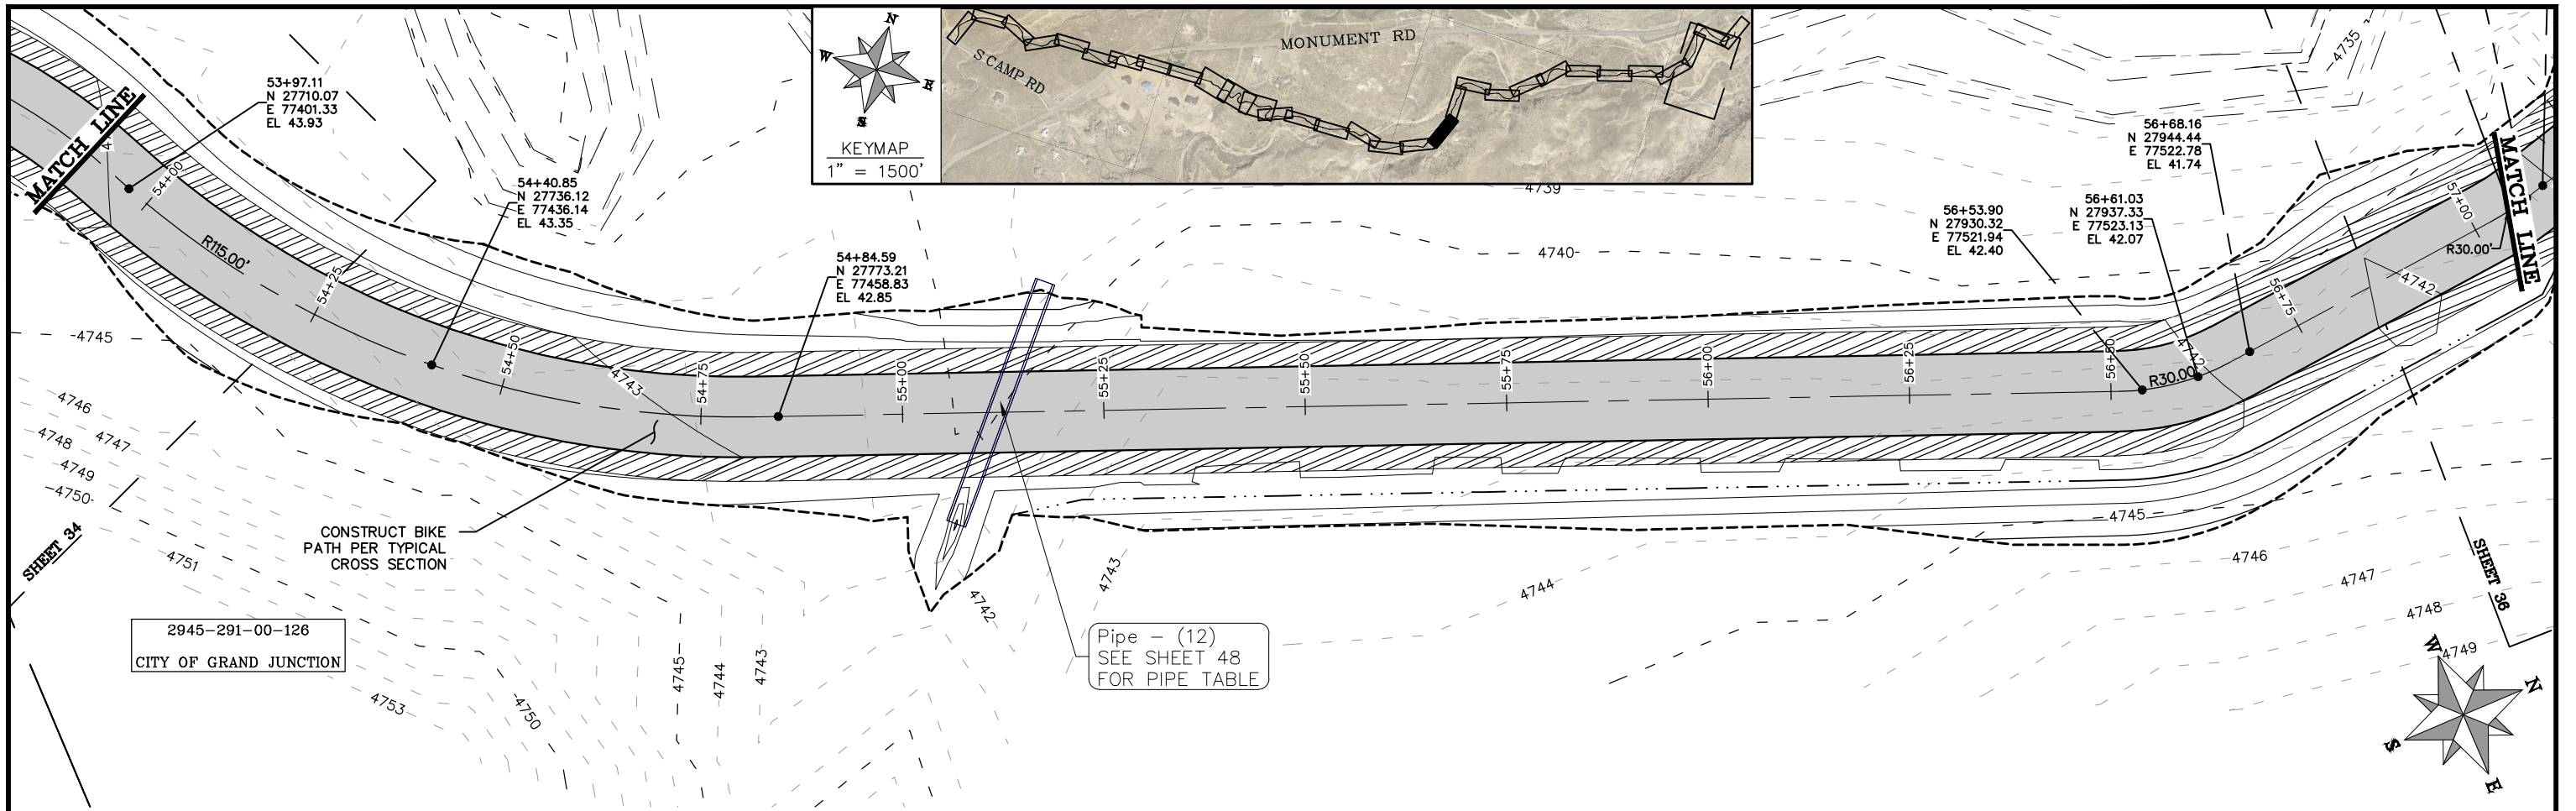 53+97.11
N 27710.07
E 77401.33
EL 43.93
MATCH LINE
54+00
R115.00'
54+25
54+40.85
N 27736.12
E 77436.14
EL 43.35
54+50
4743
54+75
54+84.59
N 27773.21
E 77458.83
EL 42.85
55+00
55+25
55+50
55+75
56+00
56+25
56+50
N
W
E
S
KEYMAP
1" = 1500'
S CAMP RD
MONUMENT RD
4735
4739
4740
56+53.90
N 27930.32
E 77521.94
EL 42.40
56+61.03
N 27937.33
E 77523.13
EL 42.07
56+68.16
N 27944.44
E 77522.78
EL 41.74
R30.00'
4742
56+75
4742
57+00
R30.00'
MATCH LINE
-4745
4746
4748
4747
4749
-4750-
4751
4753
4750
4745-
4744
4743
4742
4743
4744
4745
4746
4747
4748
4749
SHEET 34
SHEET 36
CONSTRUCT BIKE
PATH PER TYPICAL
CROSS SECTION
2945-291-00-126
CITY OF GRAND JUNCTION
Pipe - (12)
SEE SHEET 48
FOR PIPE TABLE
W
N
S
E